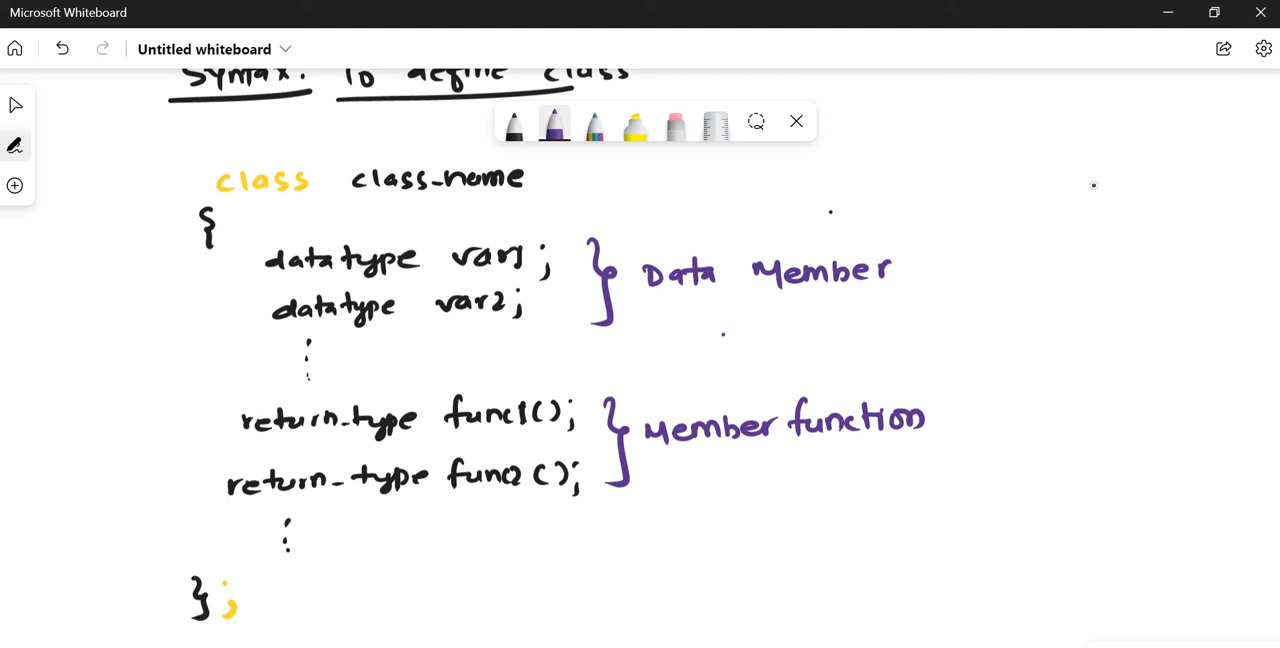 Microsoft Whiteboard
Untitled whiteboard
Syntax: To define class
class class_name
{
datatype var1;
datatype var2;
} Data Member
⋮
return_type func1();
return_type func2();
} Member function
⋮
};